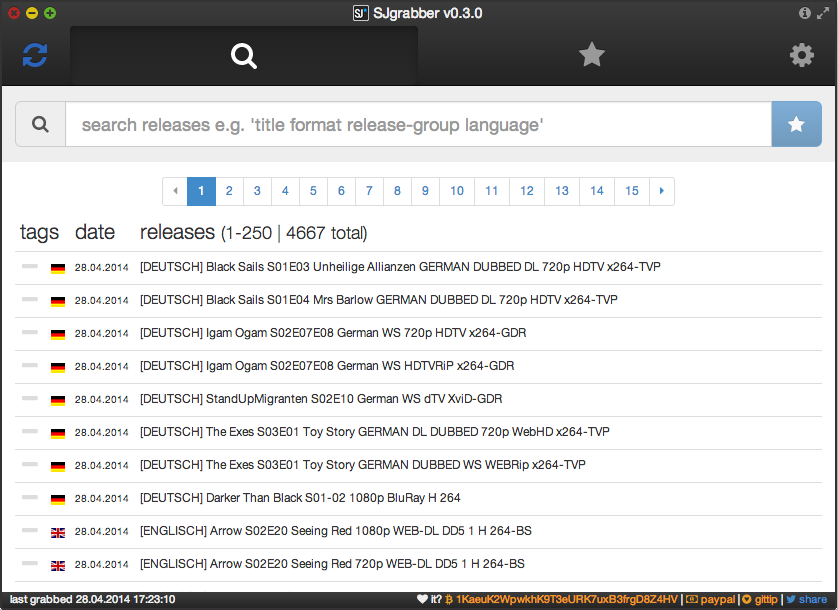 SJ SJgrabber v0.3.0
search releases e.g. 'title format release-group language'
1 2 3 4 5 6 7 8 9 10 11 12 13 14 15
tags date releases (1-250 | 4667 total)
28.04.2014 [DEUTSCH] Black Sails S01E03 Unheilige Allianzen GERMAN DUBBED DL 720p HDTV x264-TVP
28.04.2014 [DEUTSCH] Black Sails S01E04 Mrs Barlow GERMAN DUBBED DL 720p HDTV x264-TVP
28.04.2014 [DEUTSCH] Igam Ogam S02E07E08 German WS 720p HDTV x264-GDR
28.04.2014 [DEUTSCH] Igam Ogam S02E07E08 German WS HDTVRiP x264-GDR
28.04.2014 [DEUTSCH] StandUpMigranten S02E10 German WS dTV XviD-GDR
28.04.2014 [DEUTSCH] The Exes S03E01 Toy Story GERMAN DL DUBBED 720p WebHD x264-TVP
28.04.2014 [DEUTSCH] The Exes S03E01 Toy Story GERMAN DUBBED WS WEBRip x264-TVP
28.04.2014 [DEUTSCH] Darker Than Black S01-02 1080p BluRay H 264
28.04.2014 [ENGLISCH] Arrow S02E20 Seeing Red 1080p WEB-DL DD5 1 H 264-BS
28.04.2014 [ENGLISCH] Arrow S02E20 Seeing Red 720p WEB-DL DD5 1 H 264-BS
last grabbed 28.04.2014 17:23:10 it? 1KaeuK2WpwkhK9T3eURK7uxB3frgD8Z4HV | paypal | gittip | share